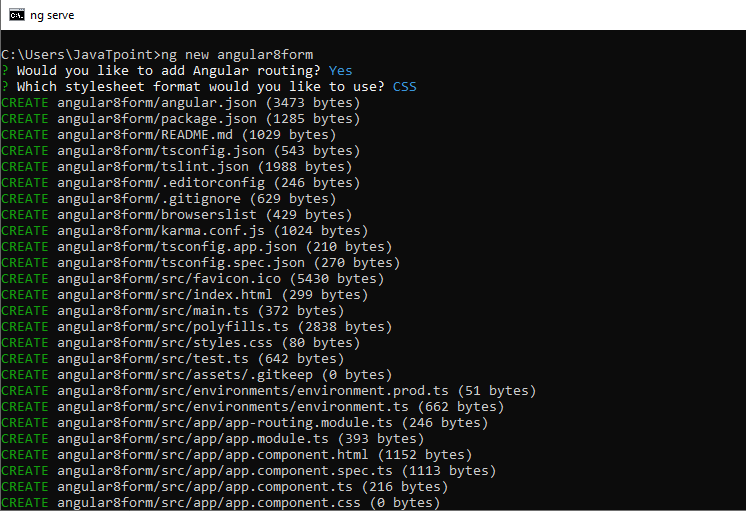 ng serve
C:\Users\JavaTpoint>ng new angular8form
? Would you like to add Angular routing? Yes
? Which stylesheet format would you like to use? CSS
CREATE angular8form/angular.json (3473 bytes)
CREATE angular8form/package.json (1285 bytes)
CREATE angular8form/README.md (1029 bytes)
CREATE angular8form/tsconfig.json (543 bytes)
CREATE angular8form/tslint.json (1988 bytes)
CREATE angular8form/.editorconfig (246 bytes)
CREATE angular8form/.gitignore (629 bytes)
CREATE angular8form/browserslist (429 bytes)
CREATE angular8form/karma.conf.js (1024 bytes)
CREATE angular8form/tsconfig.app.json (210 bytes)
CREATE angular8form/tsconfig.spec.json (270 bytes)
CREATE angular8form/src/favicon.ico (5430 bytes)
CREATE angular8form/src/index.html (299 bytes)
CREATE angular8form/src/main.ts (372 bytes)
CREATE angular8form/src/polyfills.ts (2838 bytes)
CREATE angular8form/src/styles.css (80 bytes)
CREATE angular8form/src/test.ts (642 bytes)
CREATE angular8form/src/assets/.gitkeep (0 bytes)
CREATE angular8form/src/environments/environment.prod.ts (51 bytes)
CREATE angular8form/src/environments/environment.ts (662 bytes)
CREATE angular8form/src/app/app-routing.module.ts (246 bytes)
CREATE angular8form/src/app/app.module.ts (393 bytes)
CREATE angular8form/src/app/app.component.html (1152 bytes)
CREATE angular8form/src/app/app.component.spec.ts (1113 bytes)
CREATE angular8form/src/app/app.component.ts (216 bytes)
CREATE angular8form/src/app/app.component.css (0 bytes)